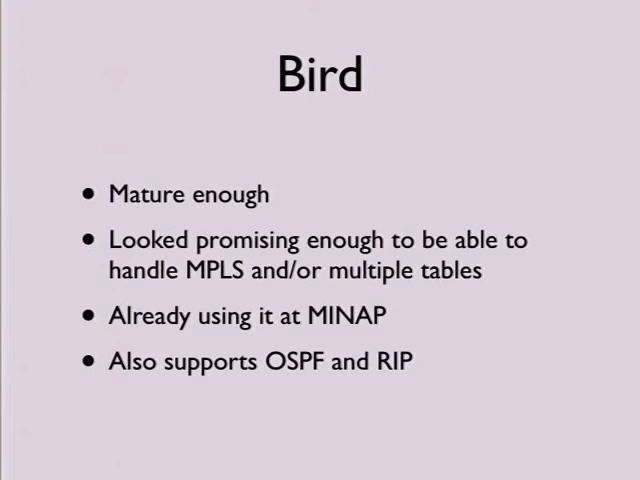 Bird
• Mature enough
• Looked promising enough to be able to
handle MPLS and/or multiple tables
• Already using it at MINAP
• Also supports OSPF and RIP